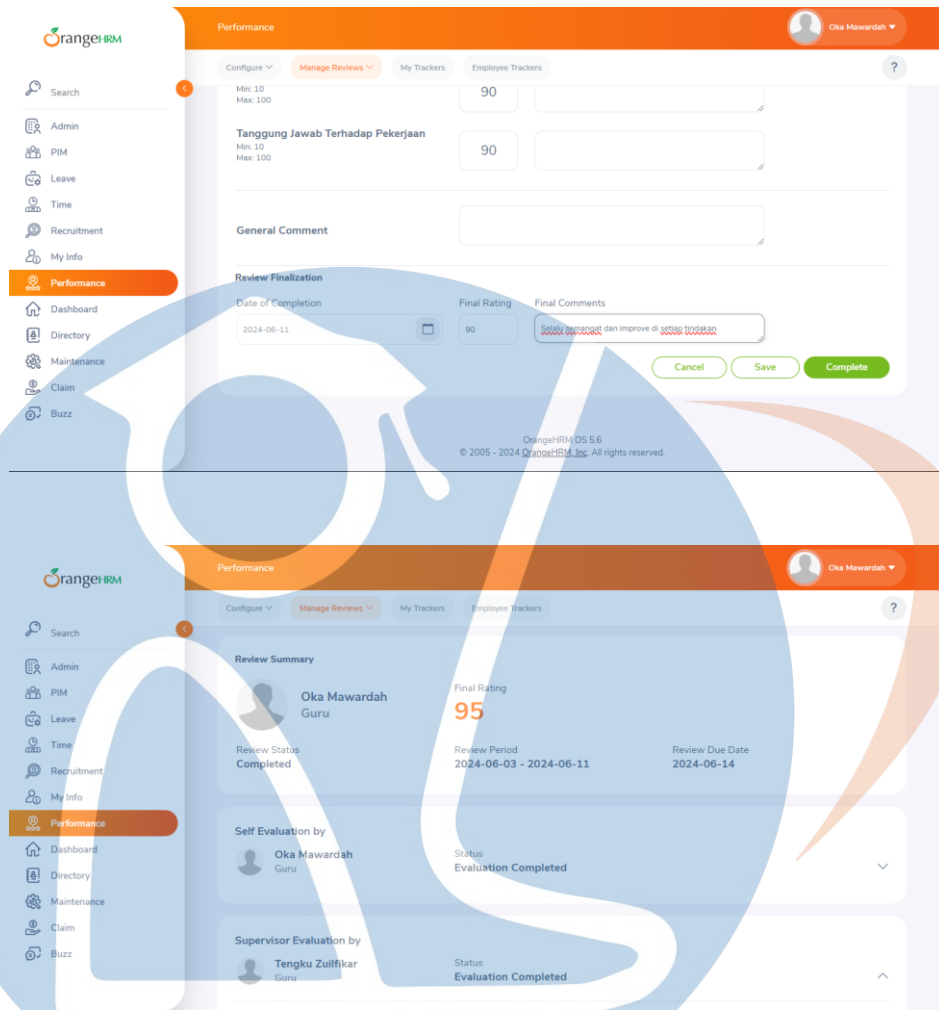 OrangeHRM
Performance
Oka Mawardah
Configure
Manage Reviews
My Trackers
Employee Trackers
?
Search
Admin
PIM
Leave
Time
Recruitment
My Info
Performance
Dashboard
Directory
Maintenance
Claim
Buzz
Min: 10
Max: 100
90
Tanggung Jawab Terhadap Pekerjaan
Min: 10
Max: 100
90
General Comment
Review Finalization
Date of Completion
Final Rating
Final Comments
2024-06-11
90
Selalu semangat dan improve di setiap tindakan
Cancel
Save
Complete
OrangeHRM OS 5.6
© 2005 - 2024 OrangeHRM, Inc. All rights reserved.
OrangeHRM
Performance
Oka Mawardah
Configure
Manage Reviews
My Trackers
Employee Trackers
?
Search
Admin
PIM
Leave
Time
Recruitment
My Info
Performance
Dashboard
Directory
Maintenance
Claim
Buzz
Review Summary
Oka Mawardah
Guru
Final Rating
95
Review Status
Completed
Review Period
2024-06-03 - 2024-06-11
Review Due Date
2024-06-14
Self Evaluation by
Oka Mawardah
Guru
Status
Evaluation Completed
Supervisor Evaluation by
Tengku Zuilfikar
Guru
Status
Evaluation Completed